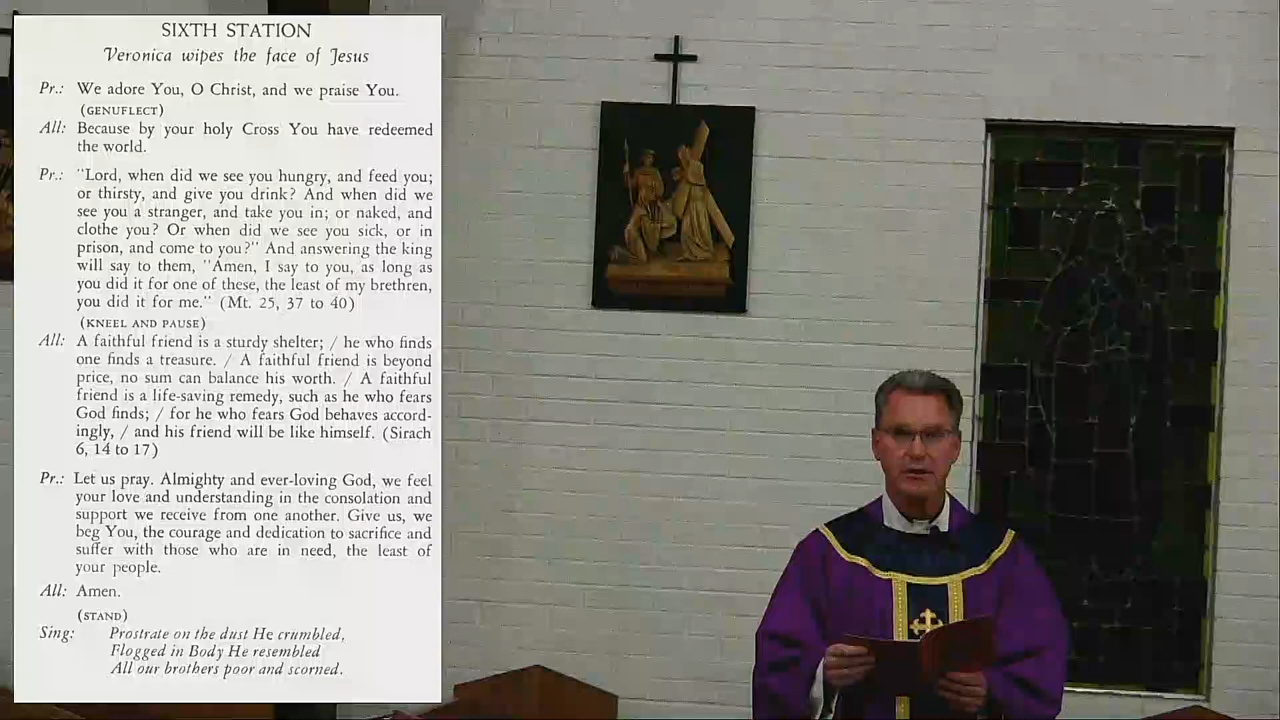 SIXTH STATION
Veronica wipes the face of Jesus
Pr.: We adore You, O Christ, and we praise You.
(GENUFLECT)
All: Because by your holy Cross You have redeemed
the world.
Pr.: "Lord, when did we see you hungry, and feed you;
or thirsty, and give you drink? And when did we
see you a stranger, and take you in; or naked, and
clothe you? Or when did we see you sick, or in
prison, and come to you?" And answering the king
will say to them, "Amen, I say to you, as long as
you did it for one of these, the least of my brethren,
you did it for me." (Mt. 25, 37 to 40)
(KNEEL AND PAUSE)
All: A faithful friend is a sturdy shelter; / he who finds
one finds a treasure. / A faithful friend is beyond
price, no sum can balance his worth. / A faithful
friend is a life-saving remedy, such as he who fears
God finds; / for he who fears God behaves accord-
ingly, / and his friend will be like himself. (Sirach
6, 14 to 17)
Pr.: Let us pray. Almighty and ever-loving God, we feel
your love and understanding in the consolation and
support we receive from one another. Give us, we
beg You, the courage and dedication to sacrifice and
suffer with those who are in need, the least of
your people.
All: Amen.
(STAND)
Sing: Prostrate on the dust He crumbled,
Flogged in Body He resembled
All our brothers poor and scorned.